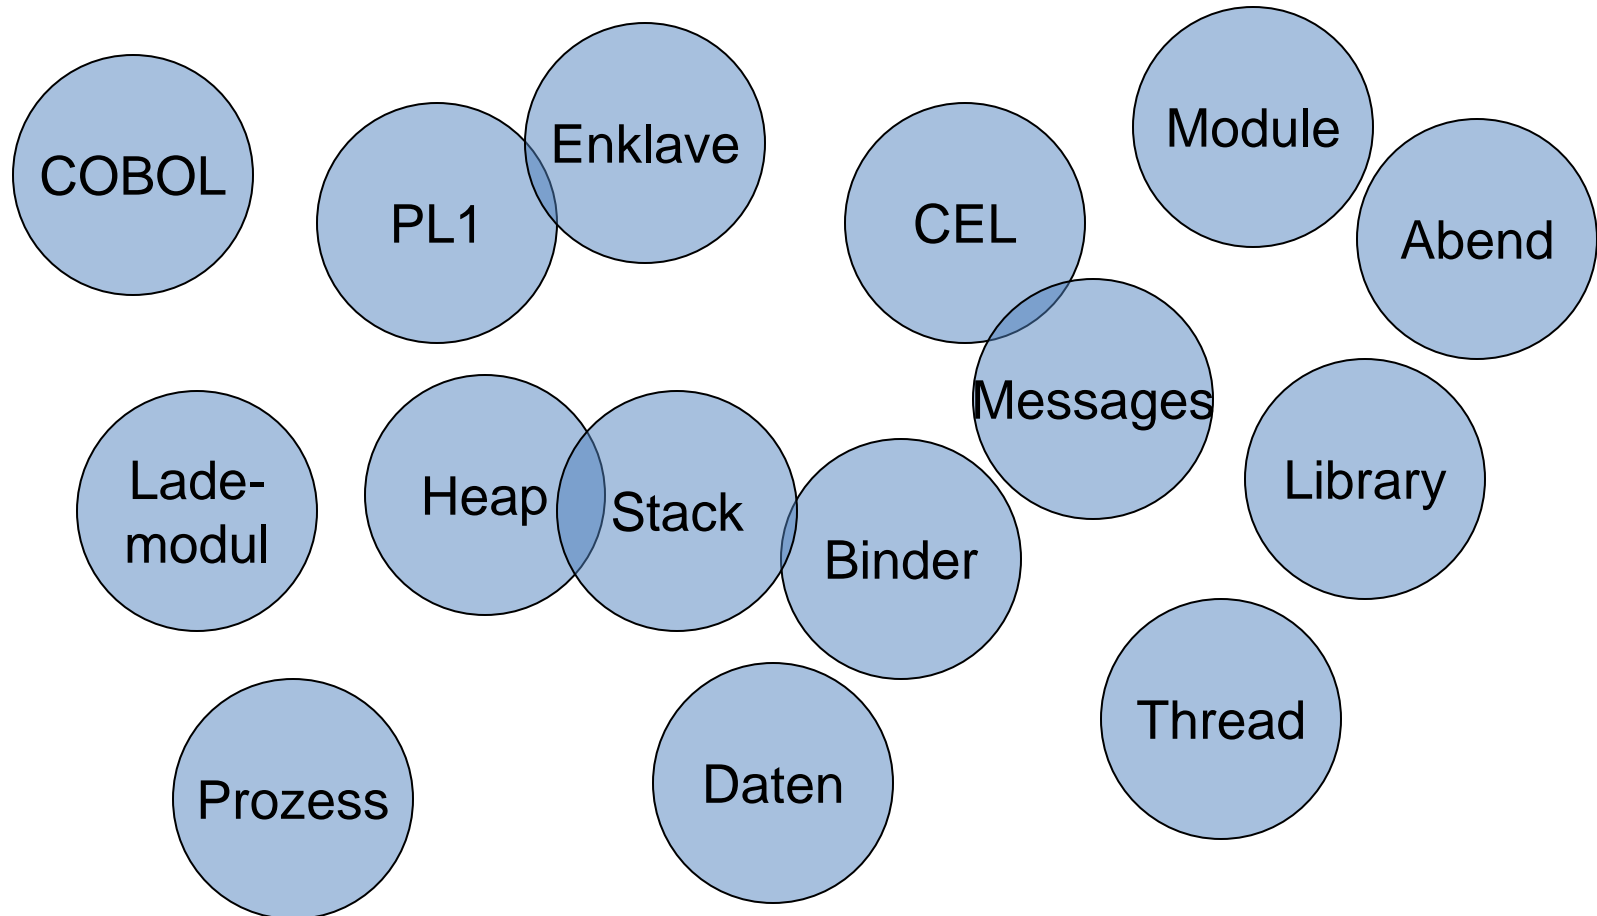 COBOL
PL1
Enklave
CEL
Module
Abend
Messages
Lade-
modul
Heap
Stack
Binder
Library
Prozess
Daten
Thread